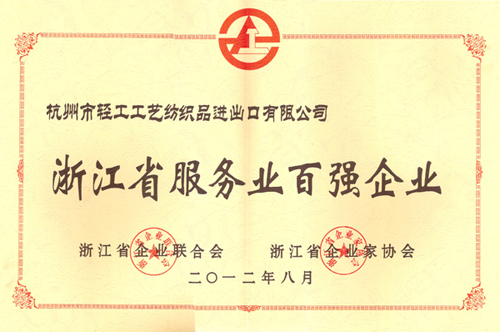 杭州市轻工工艺纺织品进出口有限公司
浙江省服务业百强企业
浙江省企业联合会 浙江省企业家协会
二〇一二年八月